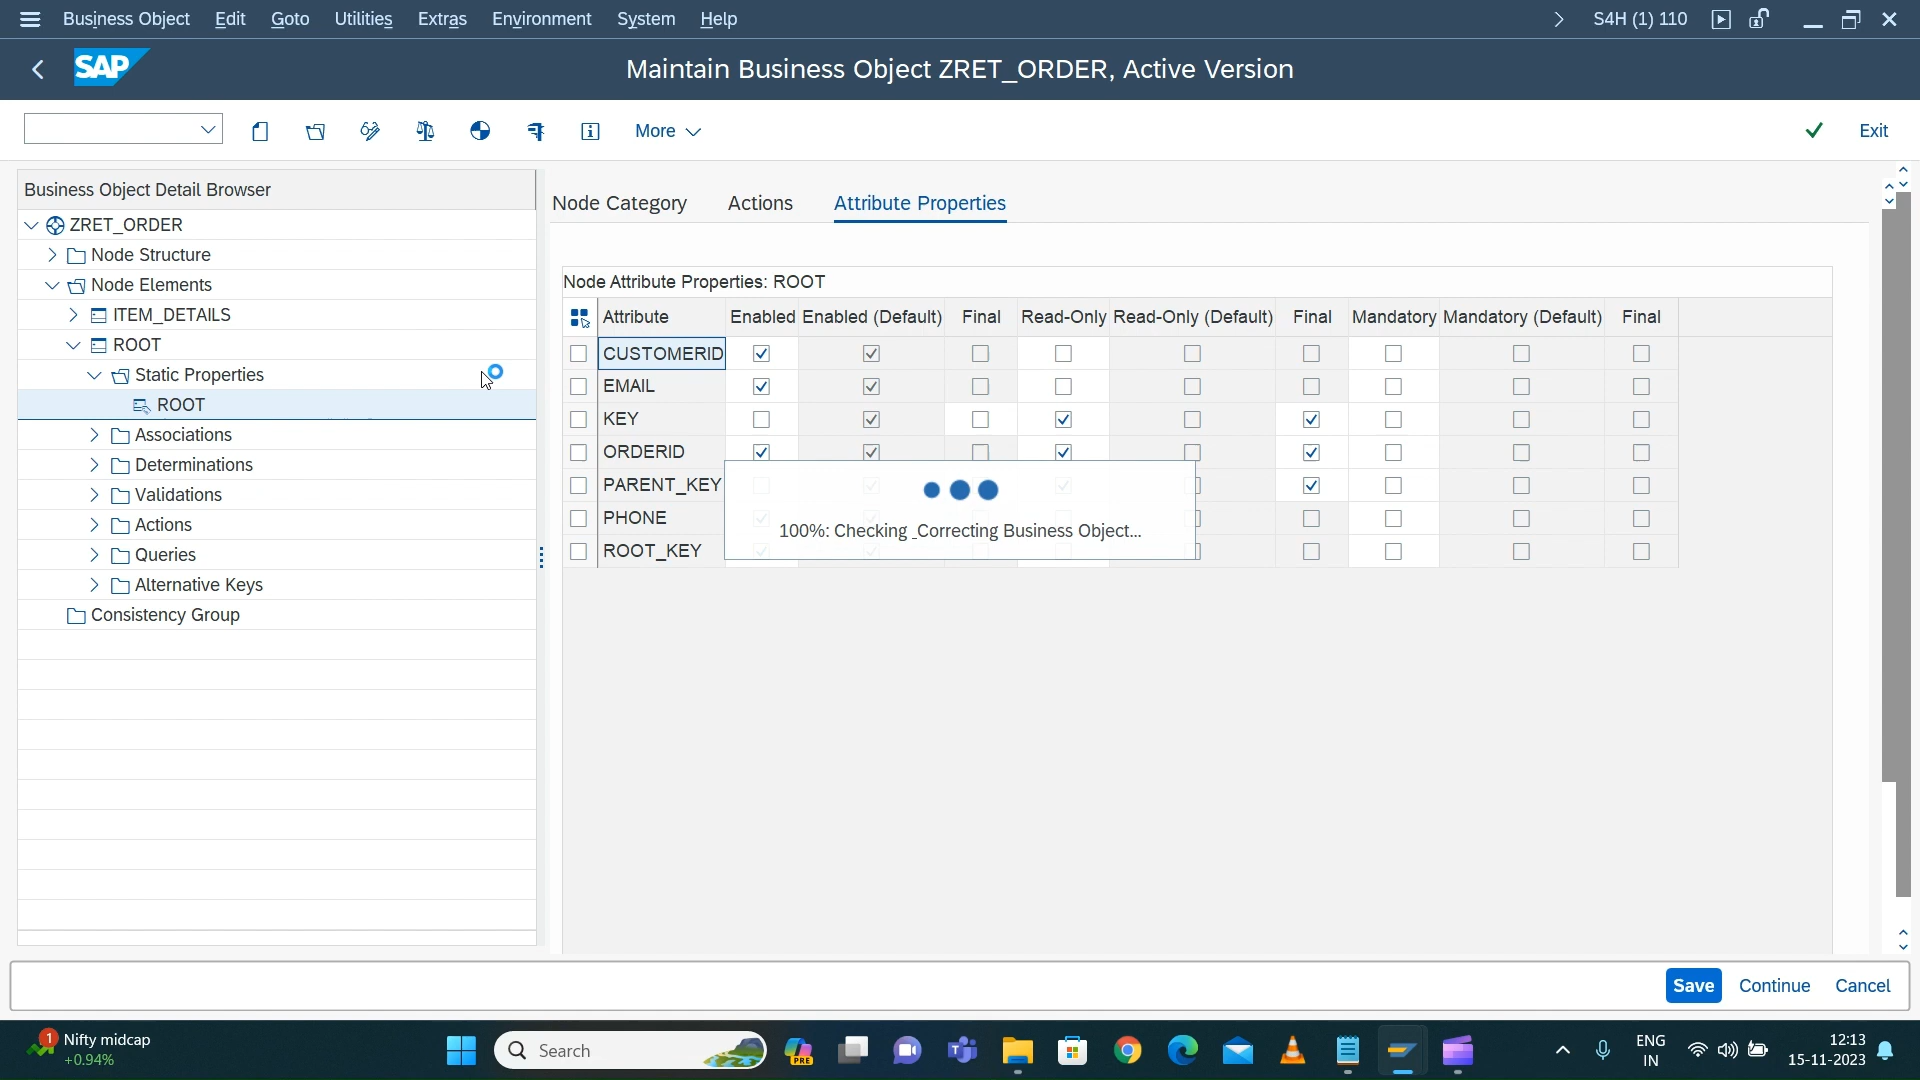 Business Object Edit Goto Utilities Extras Environment System Help S4H (1) 110
SAP Maintain Business Object ZRET_ORDER, Active Version
More Exit
Business Object Detail Browser
ZRET_ORDER
Node Structure
Node Elements
ITEM_DETAILS
ROOT
Static Properties
ROOT
Associations
Determinations
Validations
Actions
Queries
Alternative Keys
Consistency Group
Node Category Actions Attribute Properties
Node Attribute Properties: ROOT
Attribute Enabled Enabled (Default) Final Read-Only Read-Only (Default) Final Mandatory Mandatory (Default) Final
CUSTOMERID
EMAIL
KEY
ORDERID
PARENT_KEY
PHONE
ROOT_KEY
100%: Checking _Correcting Business Object...
Save Continue Cancel
1 Nifty midcap
+0.94%
Search
PRE
ENG
IN
12:13
15-11-2023